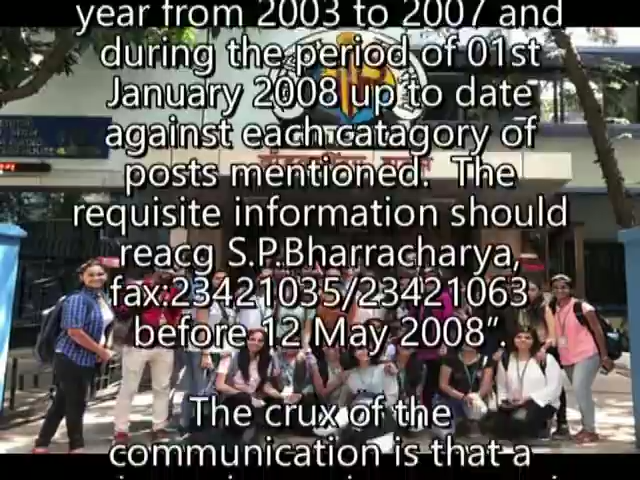 year from 2003 to 2007 and
during the period of 01st
January 2008 up to date
against each catagory of
posts mentioned. The
requisite information should
reacg S.P.Bharracharya,
fax:23421035/23421063
before 12 May 2008”.
The crux of the
communication is that a